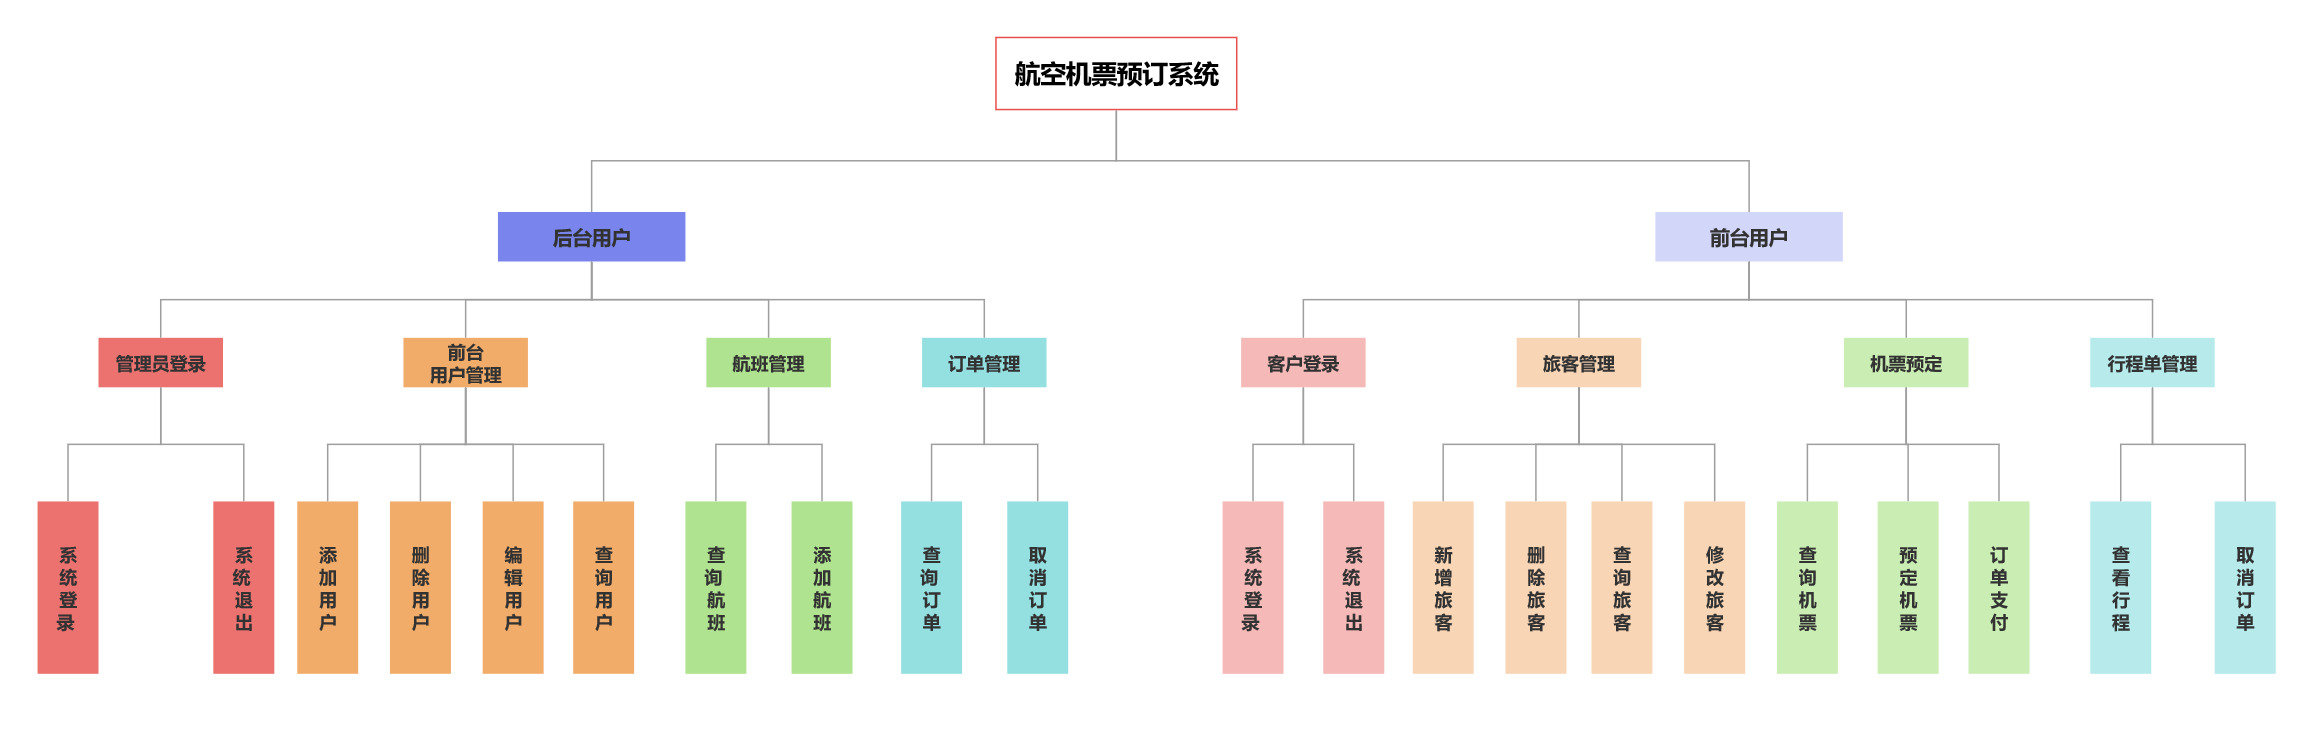 航空机票预订系统
后台用户
前台用户
管理员登录
前台
用户管理
航班管理
订单管理
客户登录
旅客管理
机票预定
行程单管理
系统登录
系统退出
添加用户
删除用户
编辑用户
查询用户
查询航班
添加航班
查询订单
取消订单
系统登录
系统退出
新增旅客
删除旅客
查询旅客
修改旅客
查询机票
预定机票
订单支付
查看行程
取消订单